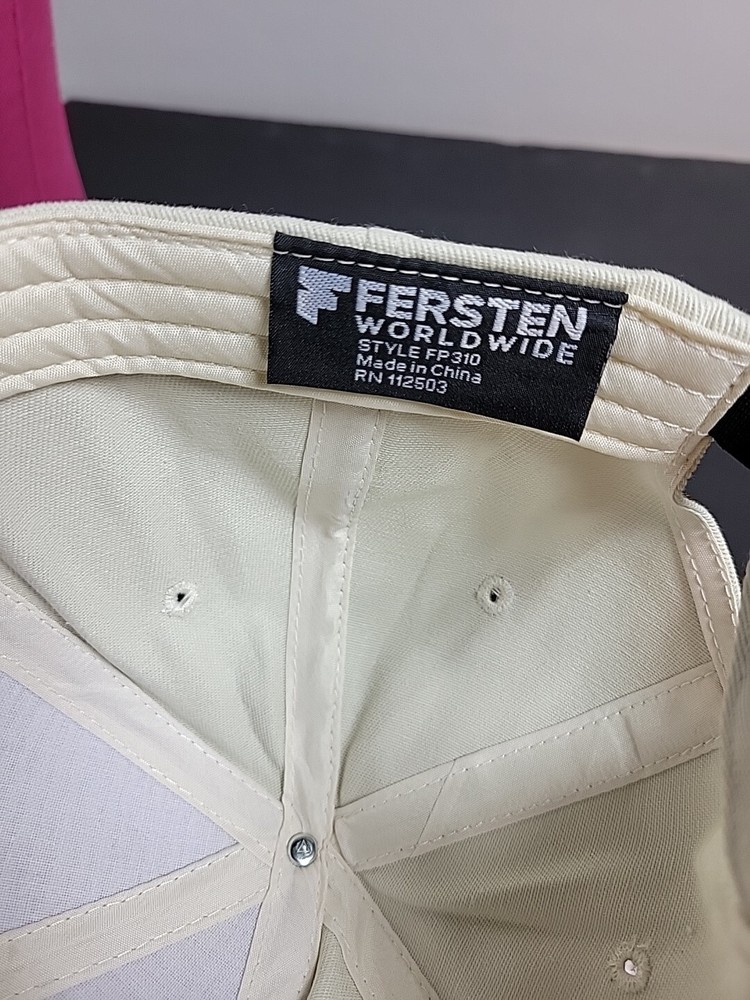 FERSTEN
WORLDWIDE
STYLE FP310
Made in China
RN 112503